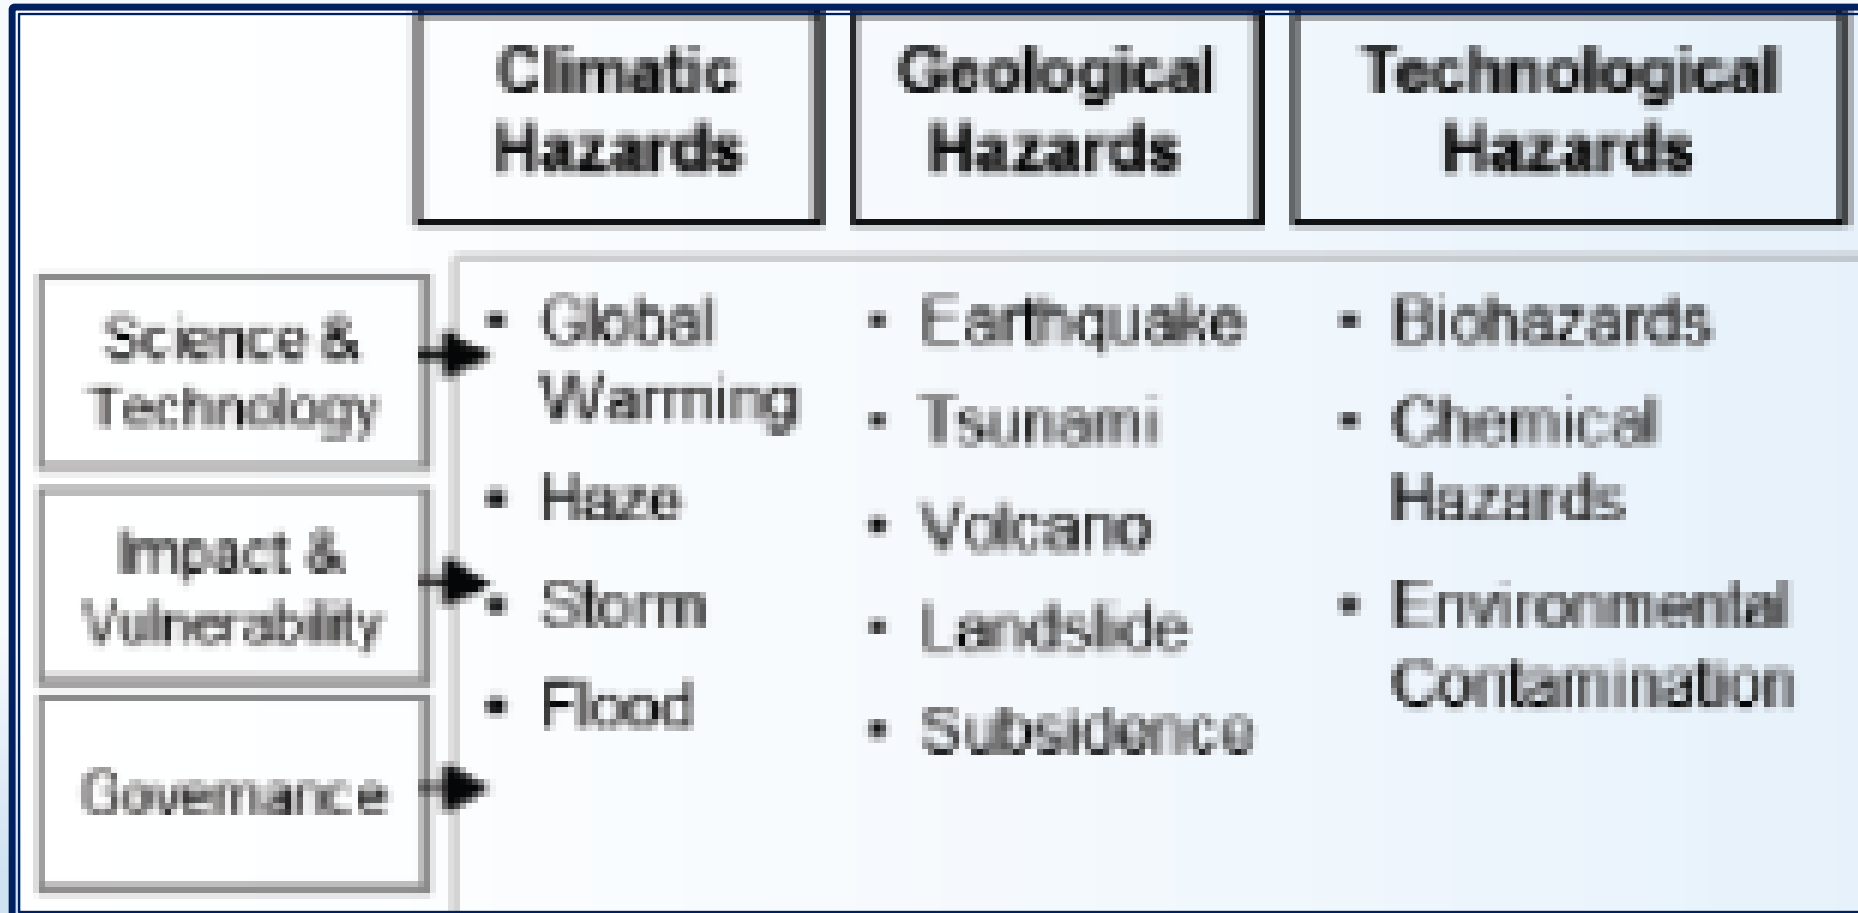 Climatic
Hazards
Geological
Hazards
Technological
Hazards
Science &
Technology
Impact &
Vulnerability
Governance
• Global
Warming
• Haze
• Storm
• Flood
• Earthquake
• Tsunami
• Volcano
• Landslide
• Subsidence
• Biohazards
• Chemical
Hazards
• Environmental
Contamination